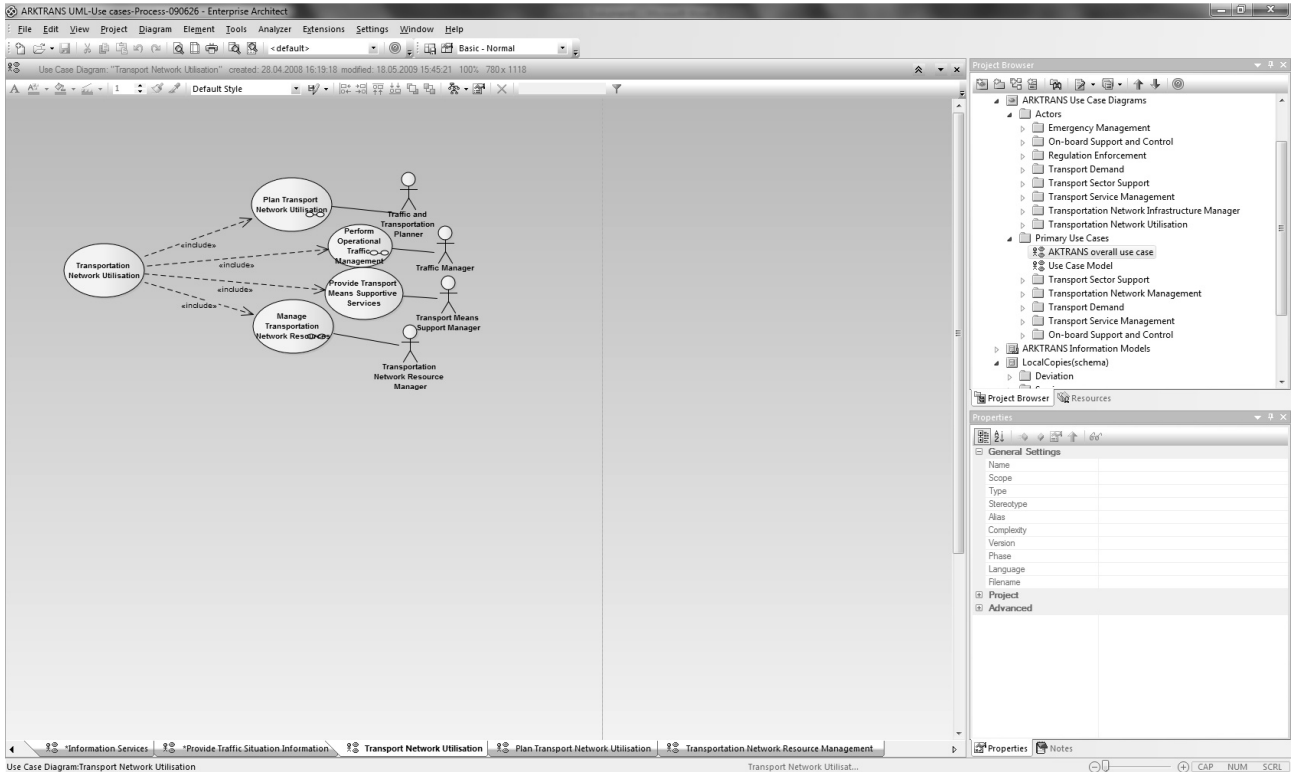 ARKTRANS UML-Use cases-Process-090626 - Enterprise Architect
File Edit View Project Diagram Element Tools Analyzer Extensions Settings Window Help
<default> Basic - Normal
Use Case Diagram: "Transport Network Utilisation" created: 28.04.2008 16:19:18 modified: 18.05.2009 15:45:21 100% 780 x 1118
1 Default Style
Plan Transport
Network Utilisation
Traffic and
Transportation
Planner
Perform
Operational
Traffic
Management
Traffic Manager
«include»
«include»
«include»
«include»
Transportation
Network Utilisation
Provide Transport
Means Supportive
Services
Transport Means
Support Manager
Manage
Transportation
Network Resources
Transportation
Network Resource
Manager
Project Browser
ARKTRANS Use Case Diagrams
Actors
Emergency Management
On-board Support and Control
Regulation Enforcement
Transport Demand
Transport Sector Support
Transport Service Management
Transportation Network Infrastructure Manager
Transportation Network Utilisation
Primary Use Cases
AKTRANS overall use case
Use Case Model
Transport Sector Support
Transportation Network Management
Transport Demand
Transport Service Management
On-board Support and Control
ARKTRANS Information Models
LocalCopies(schema)
Deviation
Project Browser Resources
Properties
General Settings
Name
Scope
Type
Stereotype
Alias
Complexity
Version
Phase
Language
Filename
Project
Advanced
Properties Notes
*Information Services *Provide Traffic Situation Information Transport Network Utilisation Plan Transport Network Utilisation Transportation Network Resource Management
Use Case Diagram:Transport Network Utilisation Transport Network Utilisat... CAP NUM SCRL